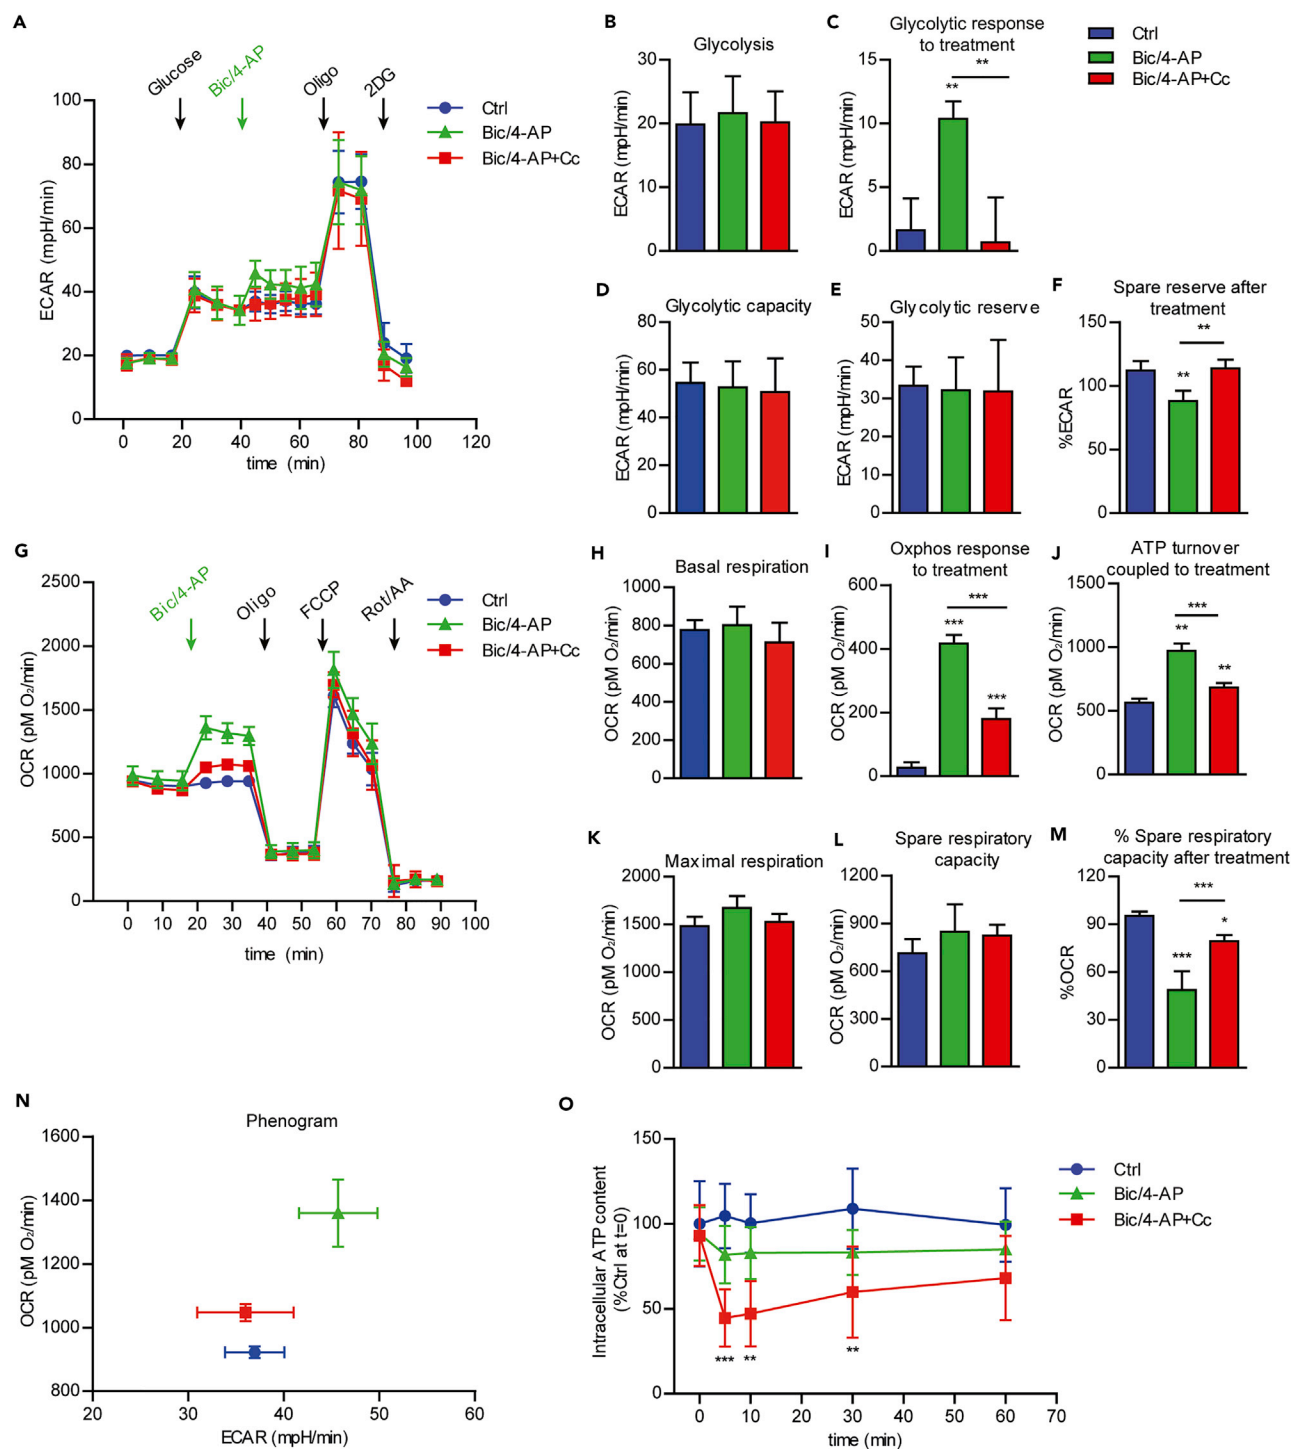 A
Glucose
Bic/4-AP
Oligo
2DG
Ctrl
Bic/4-AP
Bic/4-AP+Cc
100
80
60
40
20
0
ECAR (mpH/min)
0 20 40 60 80 100 120
time (min)
B
Glycolysis
30
20
10
0
ECAR (mpH/min)
C
Glycolytic response
to treatment
15
10
5
0
ECAR (mpH/min)
**
**
Ctrl
Bic/4-AP
Bic/4-AP+Cc
D
Glycolytic capacity
80
60
40
20
0
ECAR (mpH/min)
E
Glycolytic reserve
50
40
30
20
10
0
ECAR (mpH/min)
F
Spare reserve after
treatment
150
100
50
0
%ECAR
**
**
G
Bic/4-AP
Oligo
FCCP
Rot/AA
Ctrl
Bic/4-AP
Bic/4-AP+Cc
2500
2000
1500
1000
500
0
OCR (pM O₂/min)
0 10 20 30 40 50 60 70 80 90 100
time (min)
H
Basal respiration
1000
800
600
400
200
0
OCR (pM O₂/min)
I
Oxphos response
to treatment
600
400
200
0
OCR (pM O₂/min)
***
***
***
J
ATP turnover
coupled to treatment
1500
1000
500
0
OCR (pM O₂/min)
***
**
**
K
Maximal respiration
2000
1500
1000
500
0
OCR (pM O₂/min)
L
Spare respiratory
capacity
1200
900
600
300
0
OCR (pM O₂/min)
M
% Spare respiratory
capacity after treatment
120
90
60
30
0
%OCR
***
***
*
N
Phenogram
1600
1400
1200
1000
800
OCR (pM O₂/min)
20 30 40 50 60
ECAR (mpH/min)
O
150
100
50
0
Intracellular ATP content
(%Ctrl at t=0)
*** ** **
0 10 20 30 40 50 60 70
time (min)
Ctrl
Bic/4-AP
Bic/4-AP+Cc